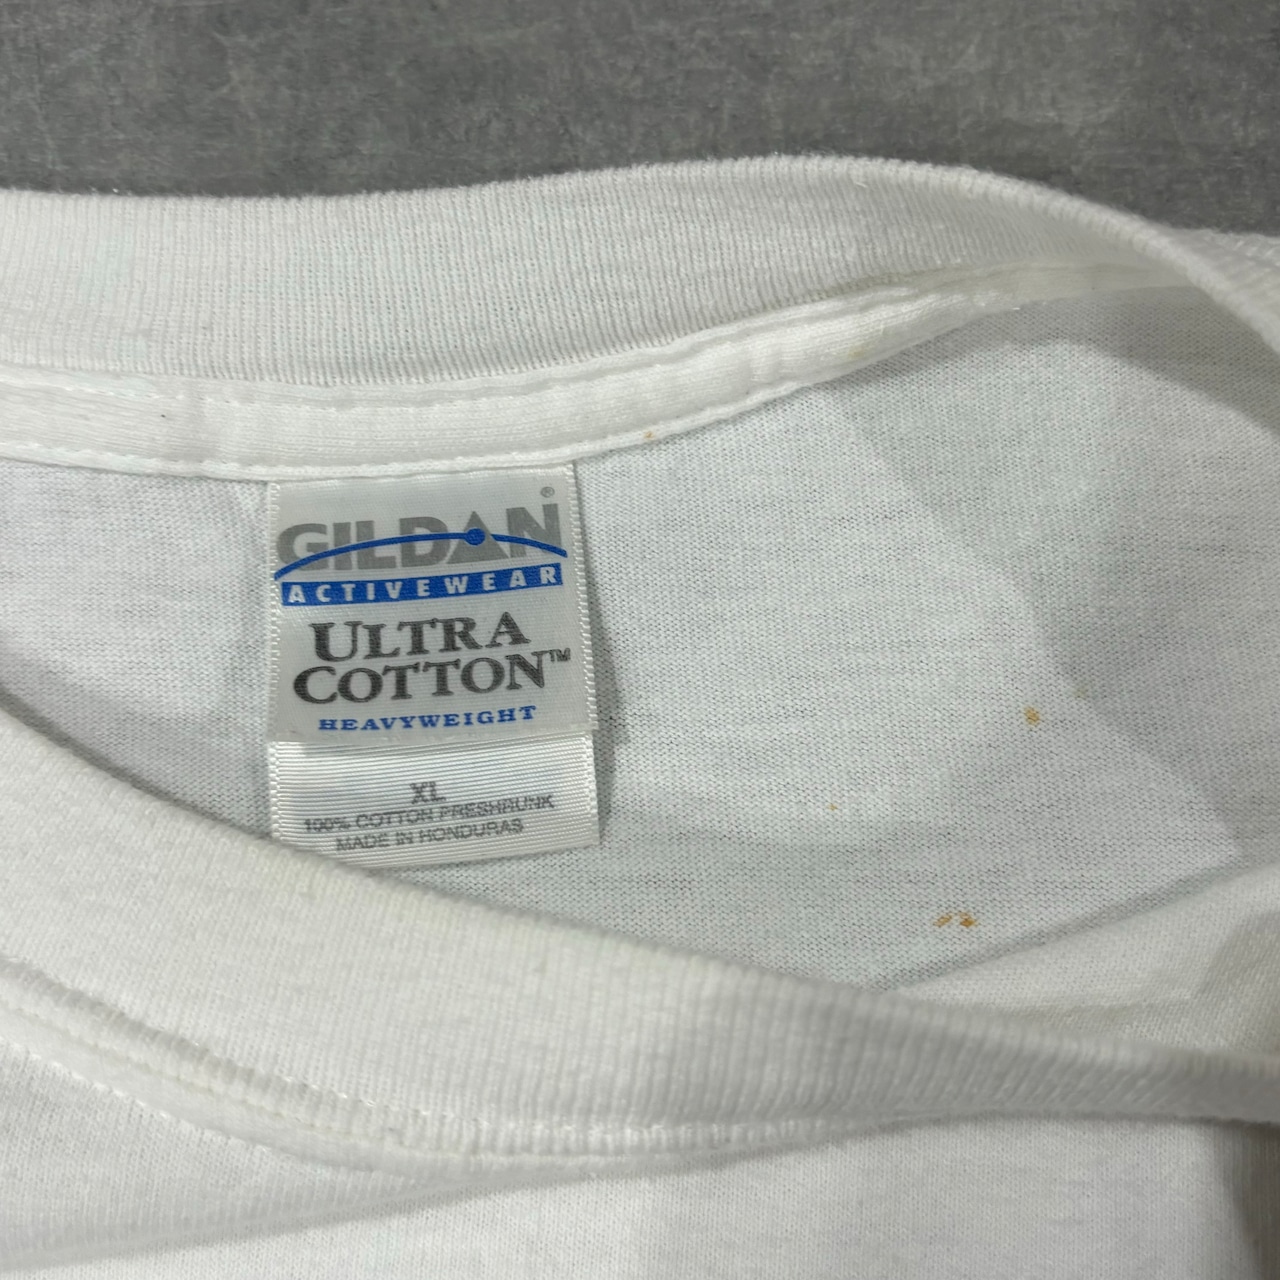 GILDAN®
ACTIVEWEAR
ULTRA
COTTON™
HEAVYWEIGHT
XL
100% COTTON PRESHRUNK
MADE IN HONDURAS